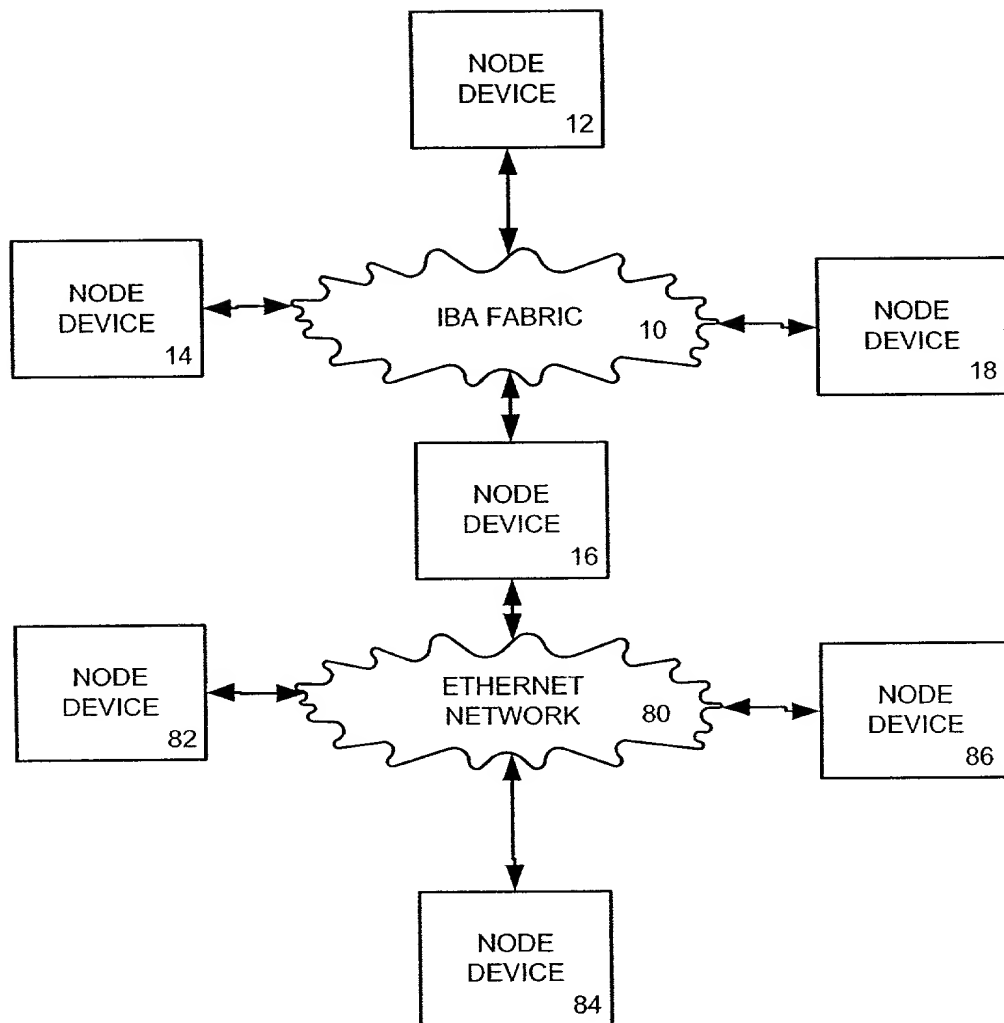 NODE
DEVICE
12
NODE
DEVICE
14
IBA FABRIC
10
NODE
DEVICE
18
NODE
DEVICE
16
NODE
DEVICE
82
ETHERNET
NETWORK
80
NODE
DEVICE
86
NODE
DEVICE
84